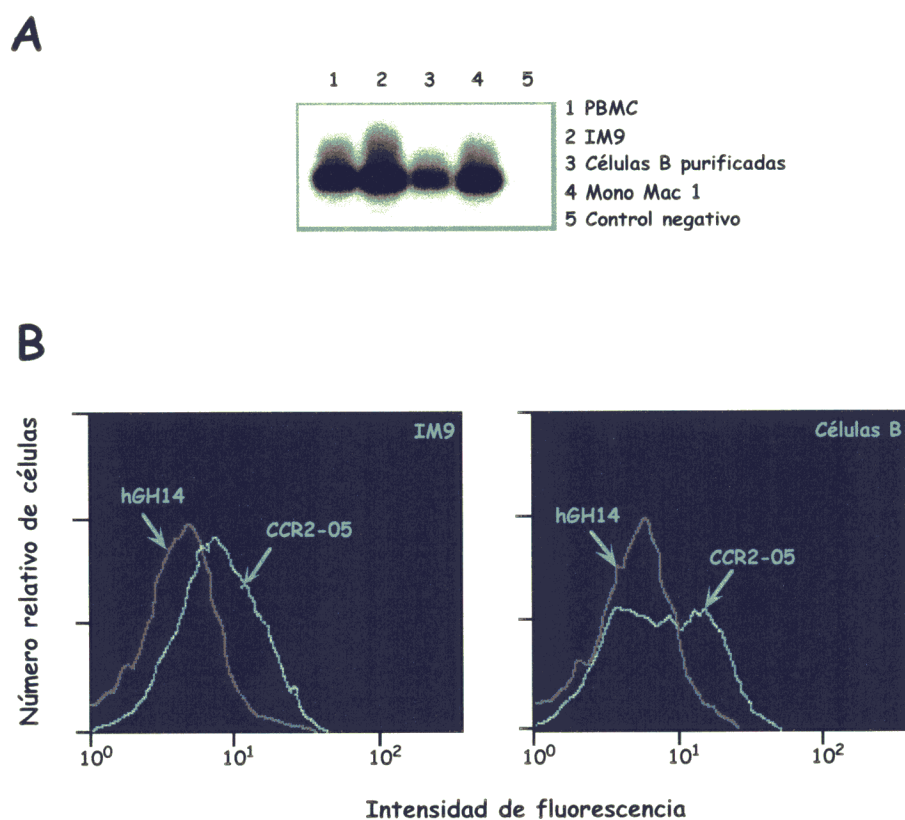 A
1 2 3 4 5
1 PBMC
2 IM9
3 Células B purificadas
4 Mono Mac 1
5 Control negativo
B
Número relativo de células
IM9
hGH14
CCR2-05
10⁰ 10¹ 10²
Células B
hGH14
CCR2-05
10⁰ 10¹ 10²
Intensidad de fluorescencia